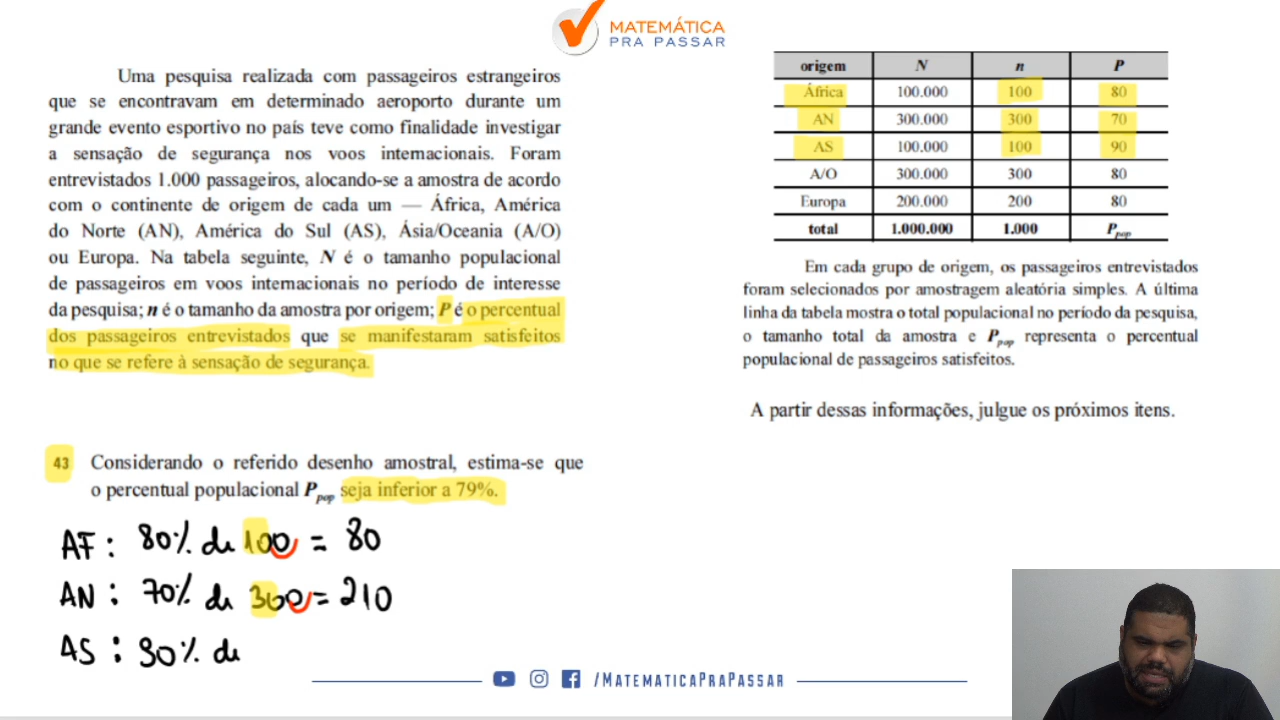 MATEMÁTICA
PRA PASSAR
Uma pesquisa realizada com passageiros estrangeiros
que se encontravam em determinado aeroporto durante um
grande evento esportivo no país teve como finalidade investigar
a sensação de segurança nos voos internacionais. Foram
entrevistados 1.000 passageiros, alocando-se a amostra de acordo
com o continente de origem de cada um — África, América
do Norte (AN), América do Sul (AS), Ásia/Oceania (A/O)
ou Europa. Na tabela seguinte, N é o tamanho populacional
de passageiros em voos internacionais no período de interesse
da pesquisa; n é o tamanho da amostra por origem; P é o percentual
dos passageiros entrevistados que se manifestaram satisfeitos
no que se refere à sensação de segurança.
43 Considerando o referido desenho amostral, estima-se que
o percentual populacional Ppop seja inferior a 79%.
AF : 80% de 100 = 80
AN : 70% de 300 = 210
AS : 90% de
origem N n P
África 100.000 100 80
AN 300.000 300 70
AS 100.000 100 90
A/O 300.000 300 80
Europa 200.000 200 80
total 1.000.000 1.000 Ppop
Em cada grupo de origem, os passageiros entrevistados
foram selecionados por amostragem aleatória simples. A última
linha da tabela mostra o total populacional no período da pesquisa,
o tamanho total da amostra e Ppop representa o percentual
populacional de passageiros satisfeitos.
A partir dessas informações, julgue os próximos itens.
/MATEMATICAPRAPASSAR